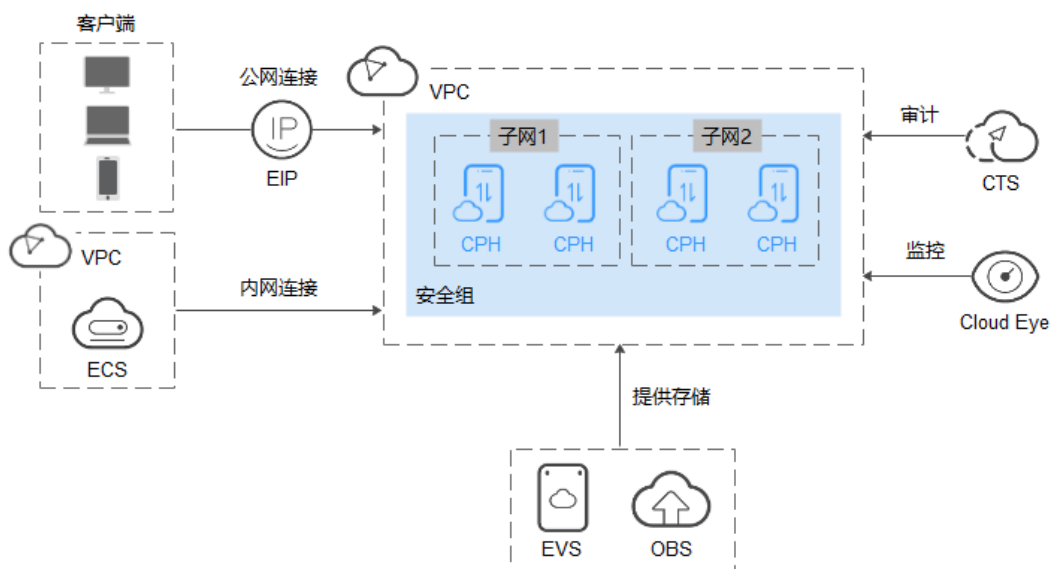 客户端
公网连接
IP
EIP
VPC
子网1
子网2
CPH
CPH
CPH
CPH
安全组
审计
CTS
监控
Cloud Eye
VPC
ECS
内网连接
提供存储
EVS
OBS